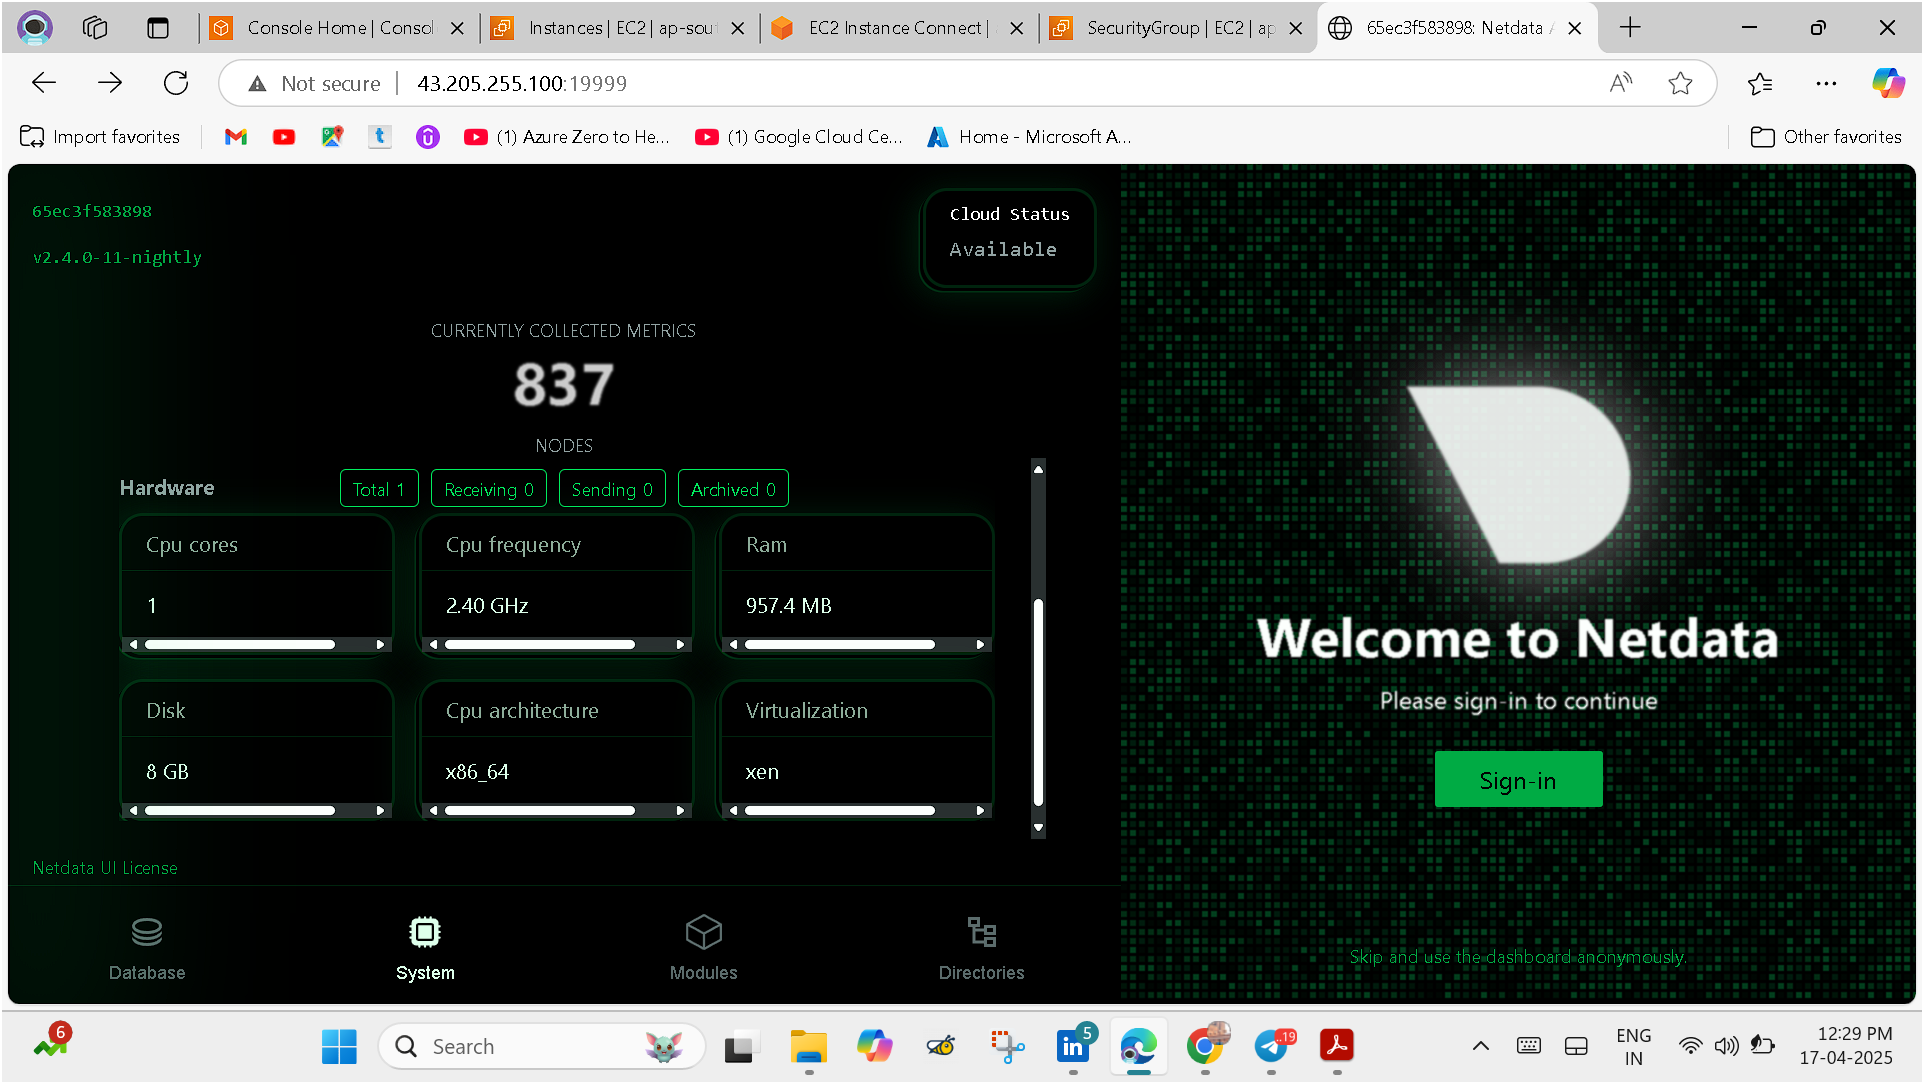 Console Home | Consol
Instances | EC2 | ap-sout
EC2 Instance Connect |
SecurityGroup | EC2 | ap
65ec3f583898: Netdata A
Not secure
43.205.255.100:19999
Import favorites
(1) Azure Zero to He...
(1) Google Cloud Ce...
Home - Microsoft A...
Other favorites
65ec3f583898
v2.4.0-11-nightly
Cloud Status
Available
CURRENTLY COLLECTED METRICS
837
NODES
Hardware
Total 1
Receiving 0
Sending 0
Archived 0
Cpu cores
1
Cpu frequency
2.40 GHz
Ram
957.4 MB
Disk
8 GB
Cpu architecture
x86_64
Virtualization
xen
Netdata UI License
Database
System
Modules
Directories
Welcome to Netdata
Please sign-in to continue
Sign-in
Skip and use the dashboard anonymously.
6
Search
5
..19
ENG
IN
12:29 PM
17-04-2025